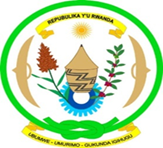 REPUBULIKA Y'U RWANDA
UBUMWE - UMURIMO - GUKUNDA IGIHUGU